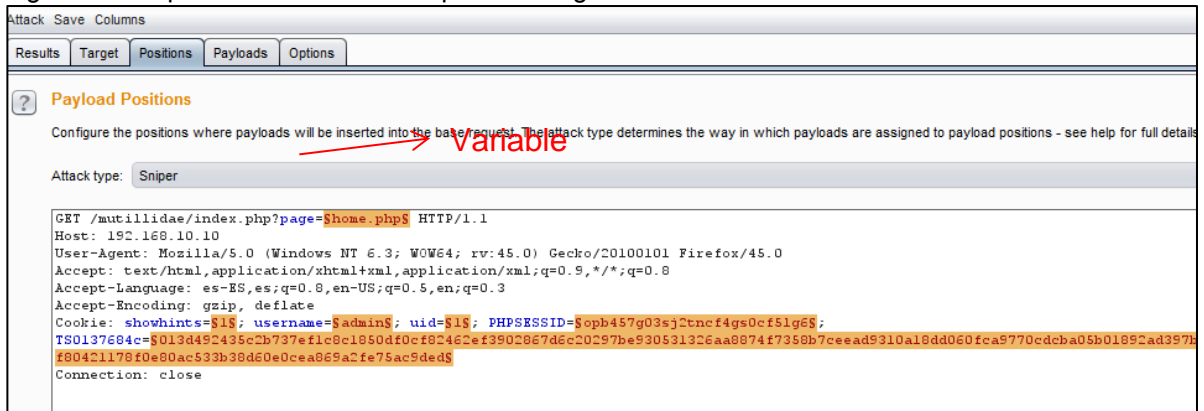 Attack Save Columns
Results Target Positions Payloads Options
? Payload Positions
Configure the positions where payloads will be inserted into the base request. The attack type determines the way in which payloads are assigned to payload positions - see help for full details
Variable
Attack type: Sniper
GET /mutillidae/index.php?page=§home.php§ HTTP/1.1
Host: 192.168.10.10
User-Agent: Mozilla/5.0 (Windows NT 6.3; WOW64; rv:45.0) Gecko/20100101 Firefox/45.0
Accept: text/html,application/xhtml+xml,application/xml;q=0.9,*/*;q=0.8
Accept-Language: es-ES,es;q=0.8,en-US;q=0.5,en;q=0.3
Accept-Encoding: gzip, deflate
Cookie: showhints=§1§; username=§admin§; uid=§1§; PHPSESSID=§opb457g03sj2tncf4gs0cf51g6§;
TS0137684c=§013d492435c2b737ef1c8c1850df0cf82462ef3902867d6c20297be930531326aa8874f7358b7ceead9310a18dd060fca9770cdcba05b01892ad397b
f80421178f0e80ac533b38d60e0cea869a2fe75ac9ded§
Connection: close